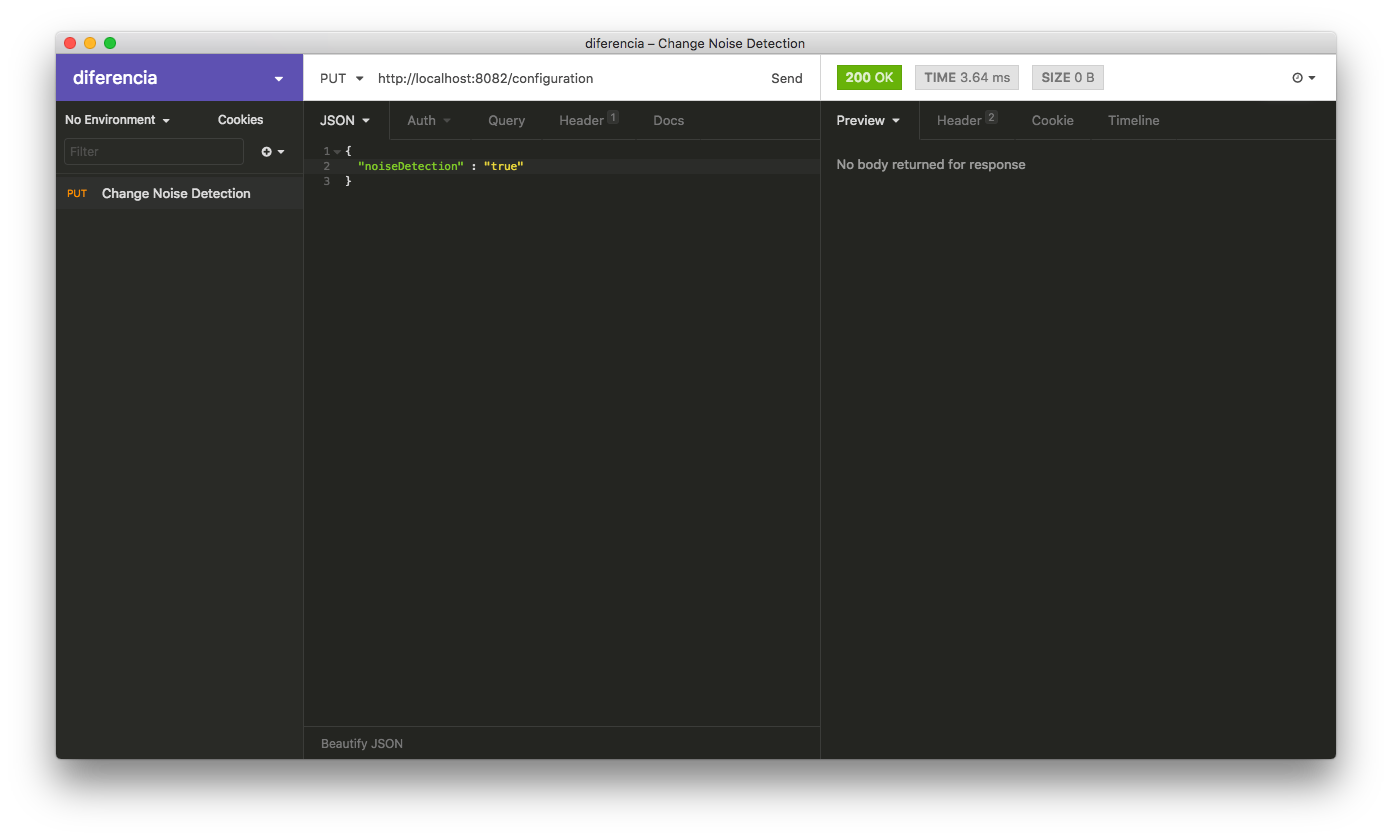 diferencia – Change Noise Detection
diferencia
PUT http://localhost:8082/configuration Send
200 OK TIME 3.64 ms SIZE 0 B
No Environment Cookies
Filter
PUT Change Noise Detection
JSON Auth Query Header 1 Docs
1 {
2 "noiseDetection" : "true"
3 }
Beautify JSON
Preview Header 2 Cookie Timeline
No body returned for response